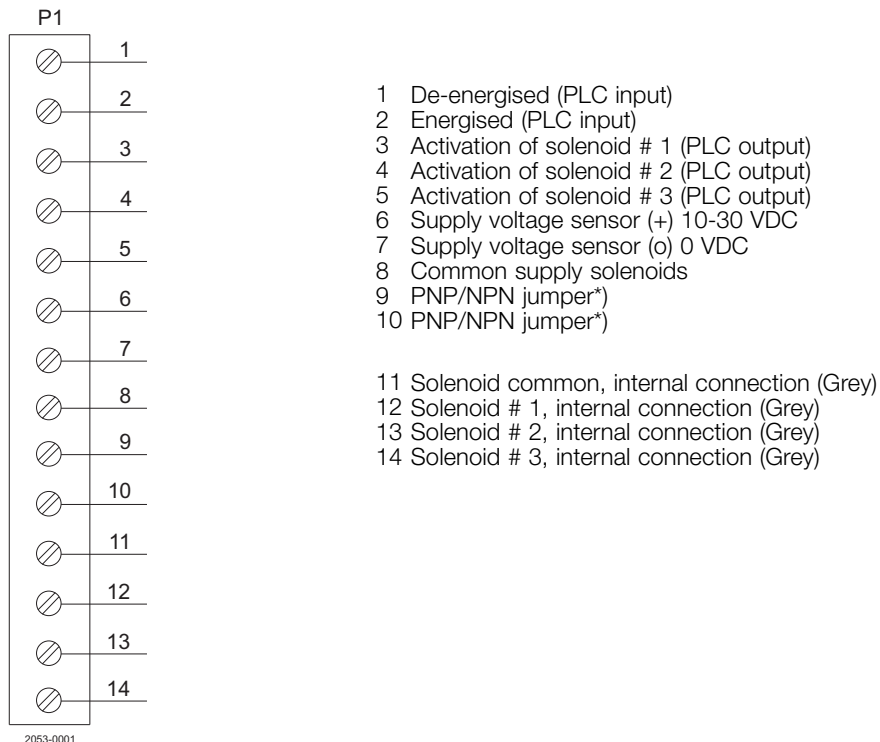 P1
1
2
3
4
5
6
7
8
9
10
11
12
13
14
2053-0001
1 De-energised (PLC input)
2 Energised (PLC input)
3 Activation of solenoid # 1 (PLC output)
4 Activation of solenoid # 2 (PLC output)
5 Activation of solenoid # 3 (PLC output)
6 Supply voltage sensor (+) 10-30 VDC
7 Supply voltage sensor (o) 0 VDC
8 Common supply solenoids
9 PNP/NPN jumper*)
10 PNP/NPN jumper*)
11 Solenoid common, internal connection (Grey)
12 Solenoid # 1, internal connection (Grey)
13 Solenoid # 2, internal connection (Grey)
14 Solenoid # 3, internal connection (Grey)